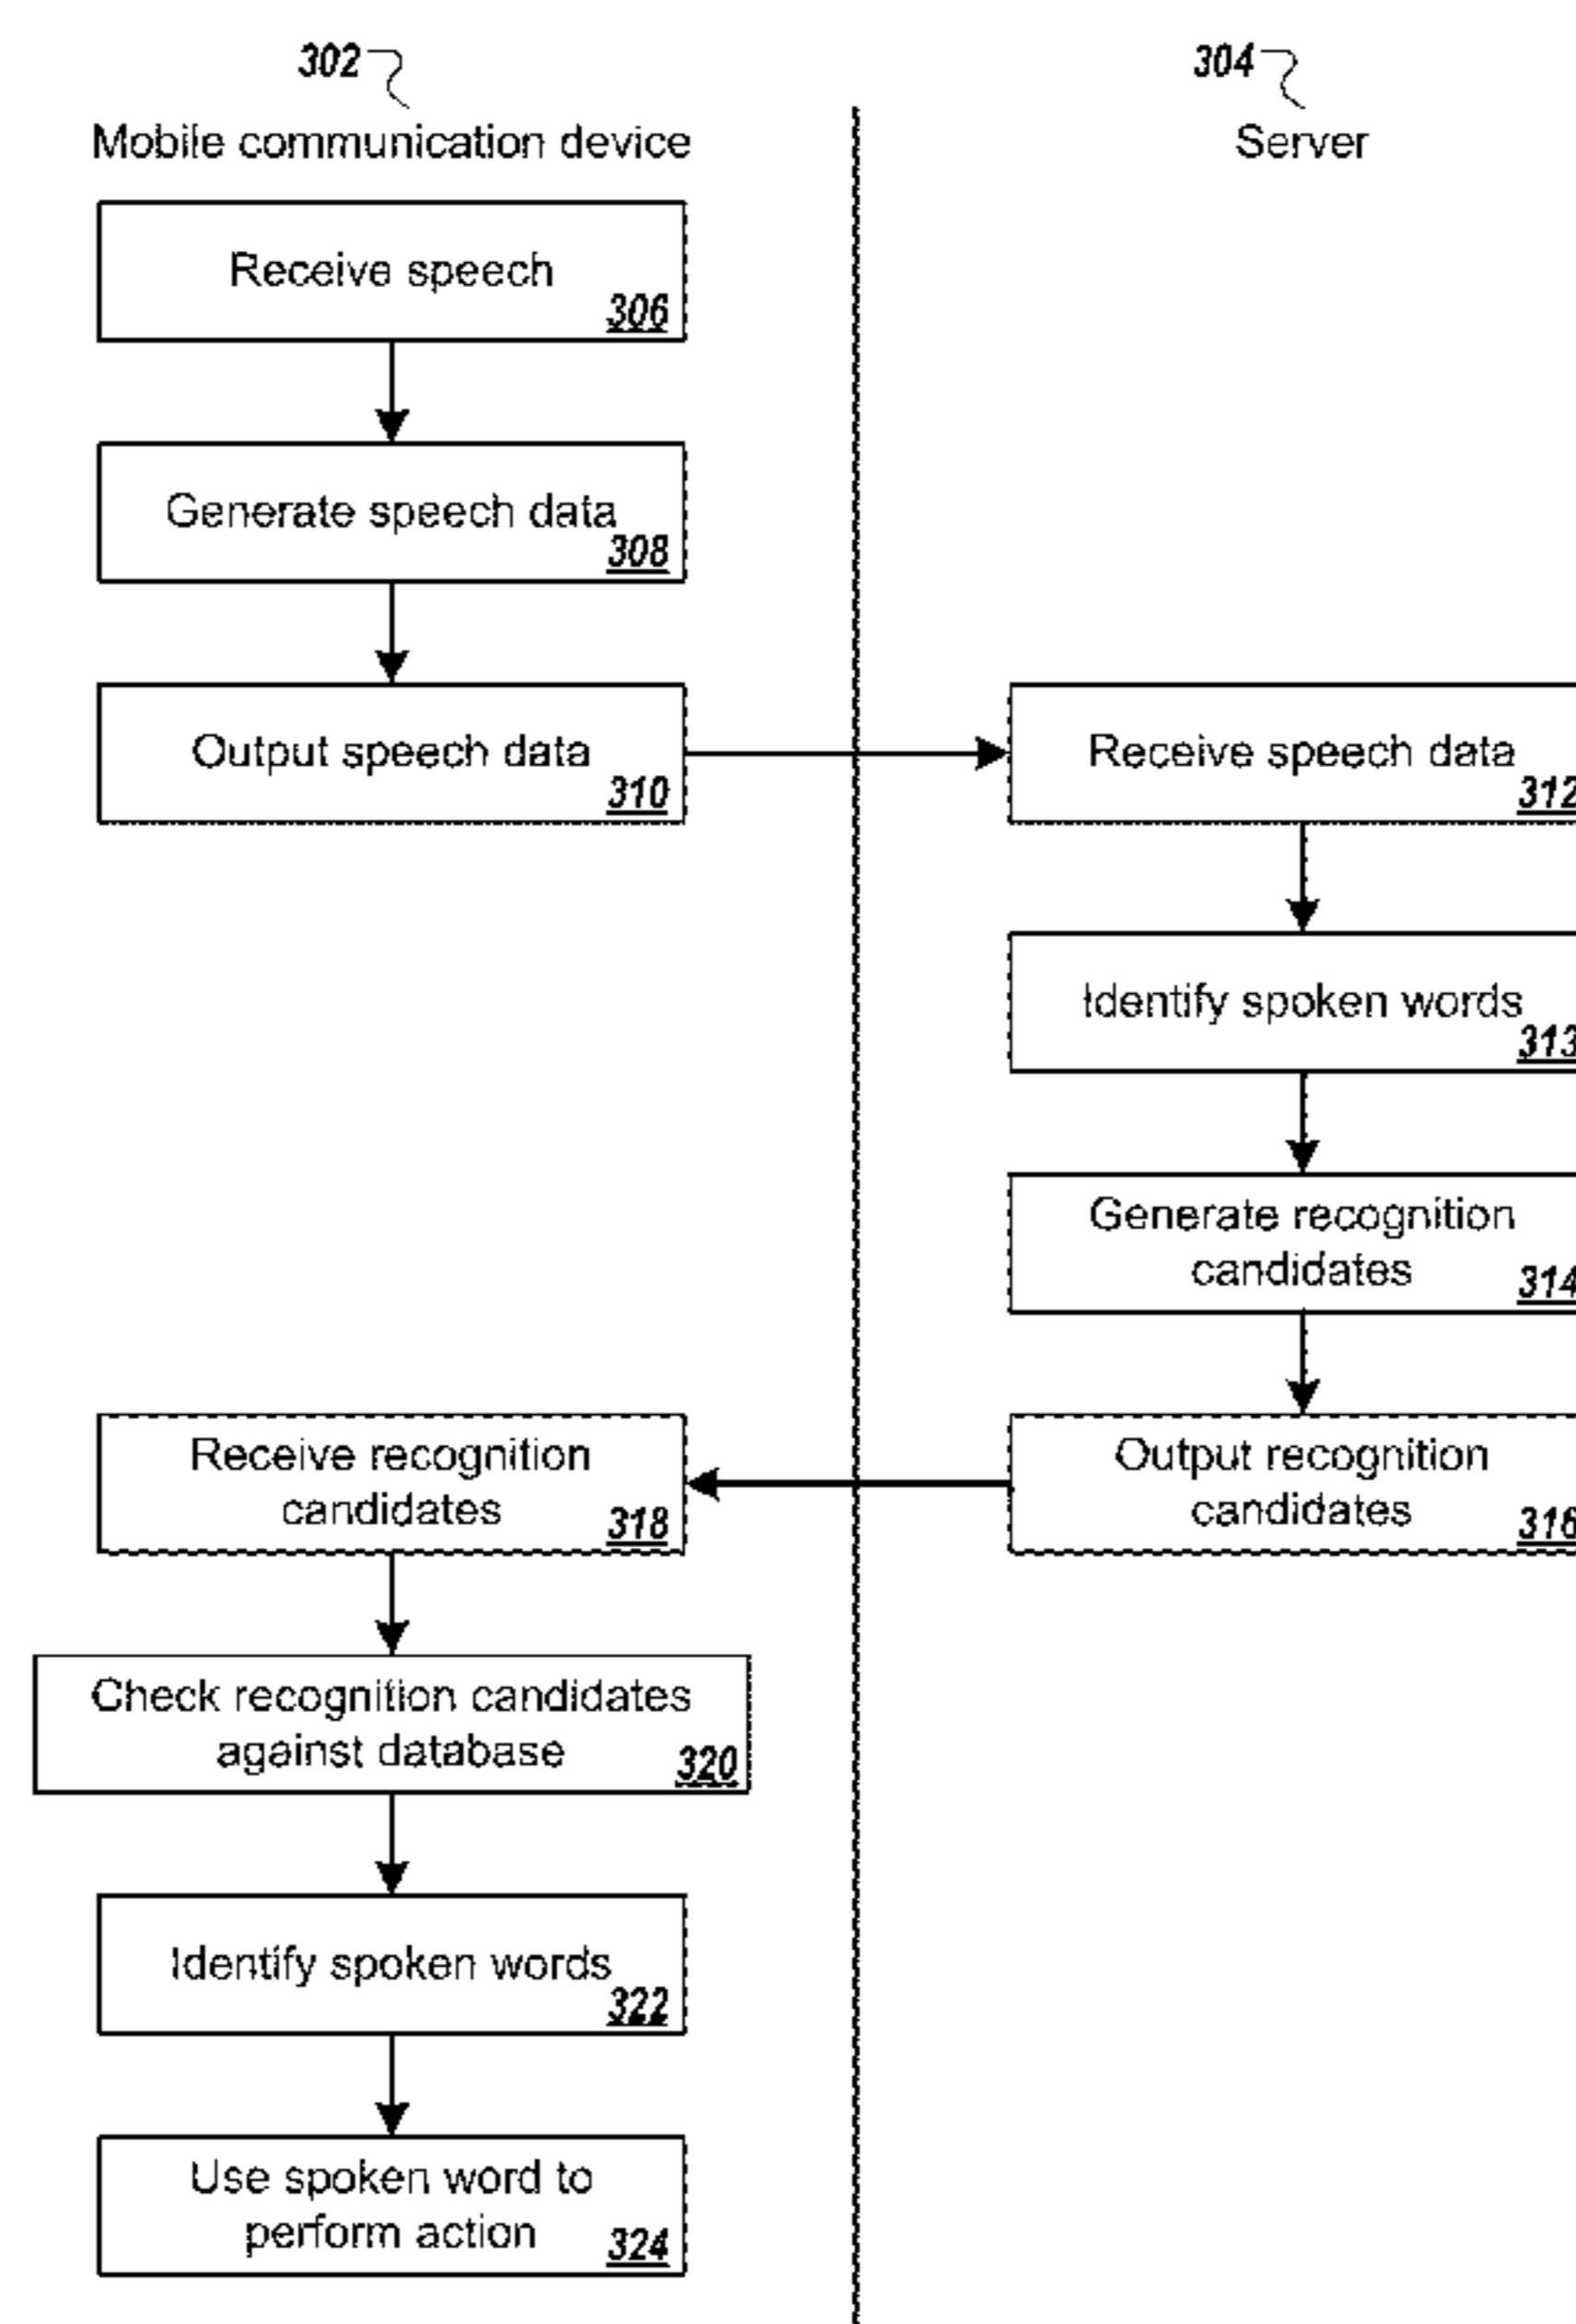 302
304
Mobile communication device
Server
Receive speech
306
Generate speech data
308
Output speech data
310
Receive speech data
312
Identify spoken words
313
Generate recognition
candidates
314
Output recognition
candidates
316
Receive recognition
candidates
318
Check recognition candidates
against database
320
Identify spoken words
322
Use spoken word to
perform action
324